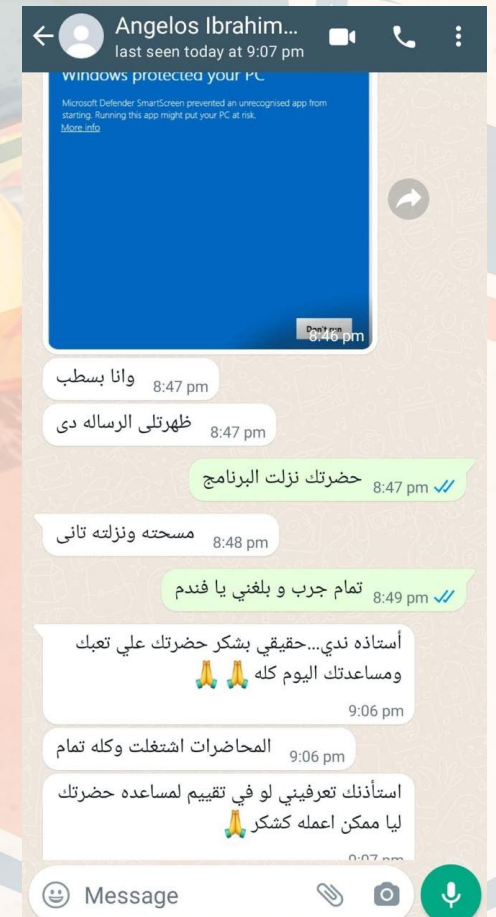 Angelos Ibrahim...
last seen today at 9:07 pm
Windows protected your PC
Microsoft Defender SmartScreen prevented an unrecognised app from
starting. Running this app might put your PC at risk.
More info
Don't run
8:46 pm
وانا بسطب
8:47 pm
ظهرتلى الرساله دى
8:47 pm
حضرتك نزلت البرنامج
8:47 pm
مسحته ونزلته تانى
8:48 pm
تمام جرب و بلغني يا فندم
8:49 pm
أستاذه ندي...حقيقي بشكر حضرتك علي تعبك
ومساعدتك اليوم كله 🙏 🙏
9:06 pm
المحاضرات اشتغلت وكله تمام
9:06 pm
استأذنك تعرفيني لو في تقييم لمساعده حضرتك
ليا ممكن اعمله كشكر 🙏
9:07 pm
Message